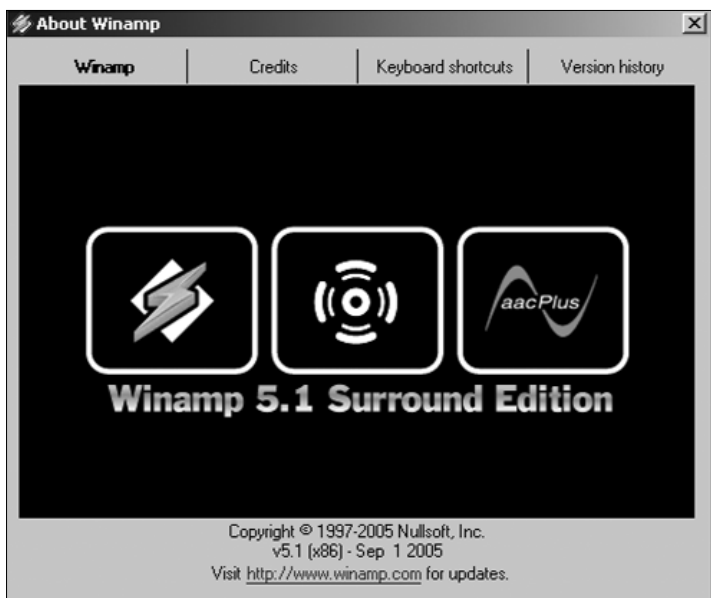 About Winamp
Winamp Credits Keyboard shortcuts Version history
aacPlus
Winamp 5.1 Surround Edition
Copyright © 1997-2005 Nullsoft, Inc.
v5.1 (x86) - Sep 1 2005
Visit http://www.winamp.com for updates.